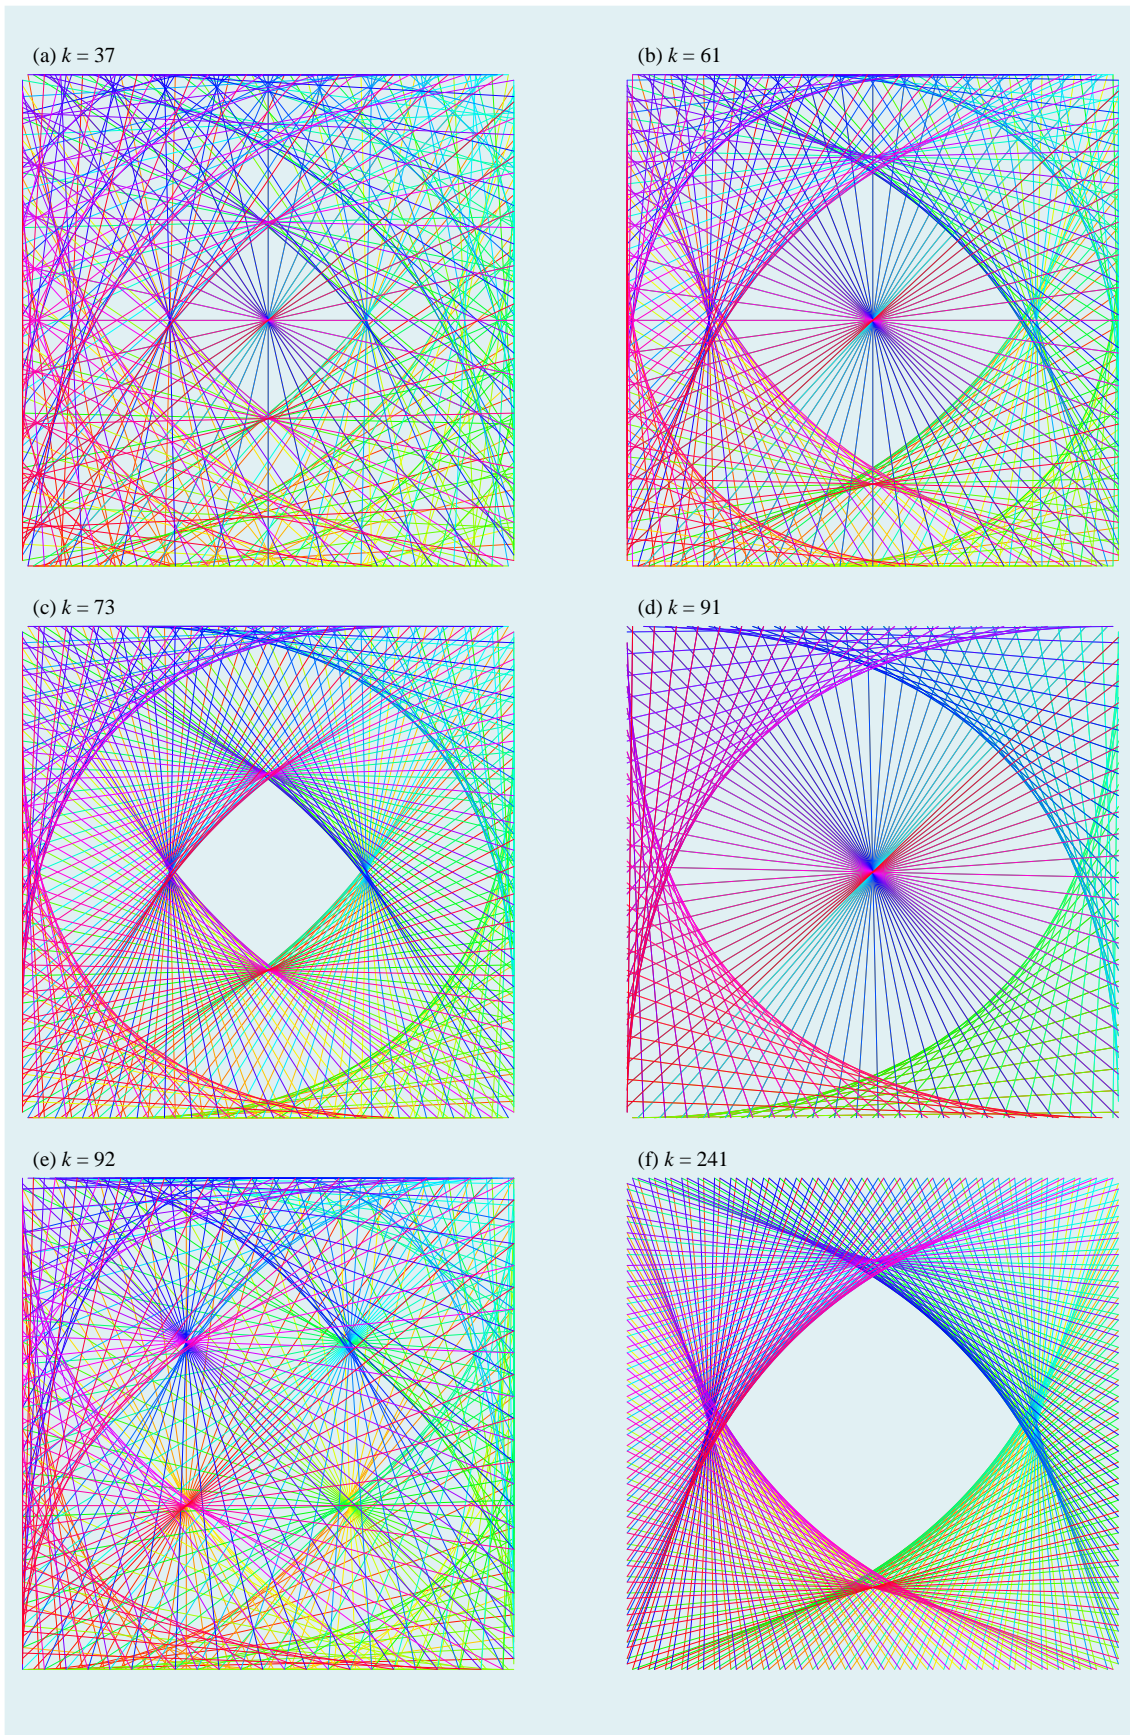 (a) k = 37
(b) k = 61
(c) k = 73
(d) k = 91
(e) k = 92
(f) k = 241